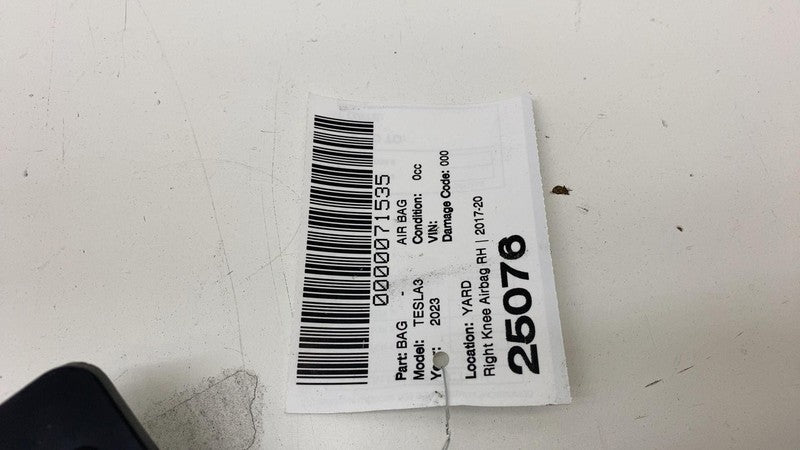 0000071535
Part: BAG - AIR BAG
Model: TESLA3 Condition: 0cc
Year: 2023 VIN:
Damage Code: 000
Location: YARD
Right Knee Airbag RH | 2017-20
25076